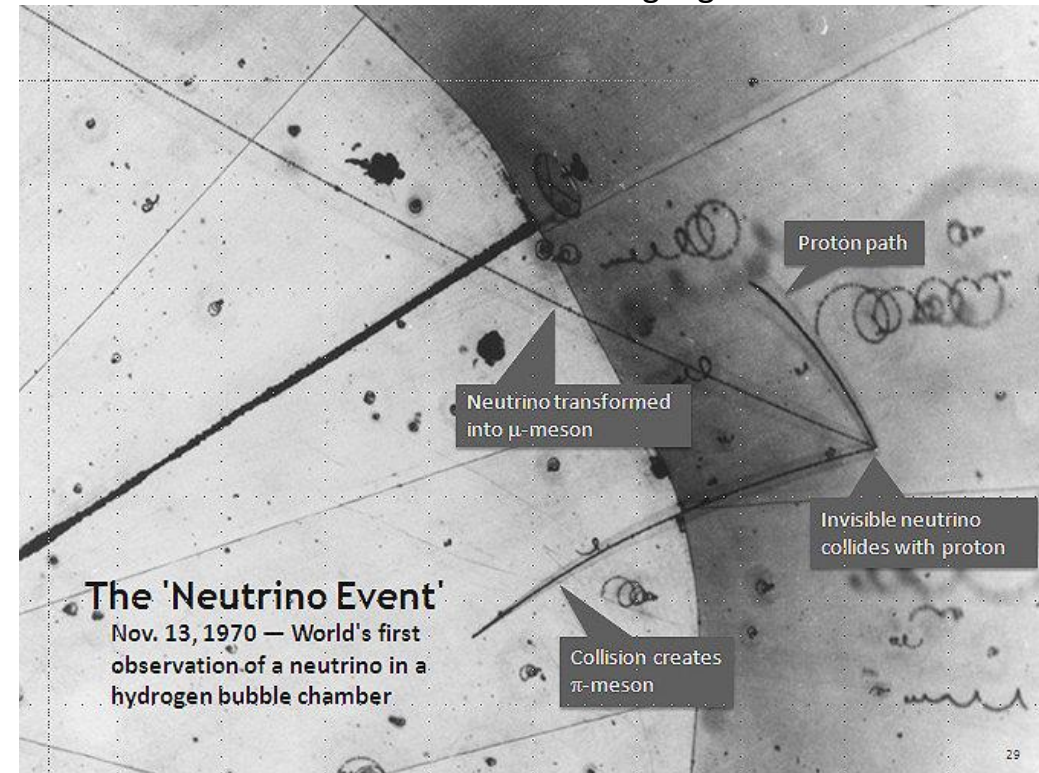 Proton path
Neutrino transformed
into μ-meson
Invisible neutrino
collides with proton
The 'Neutrino Event'
Nov. 13, 1970 — World's first
observation of a neutrino in a
hydrogen bubble chamber
Collision creates
π-meson
29